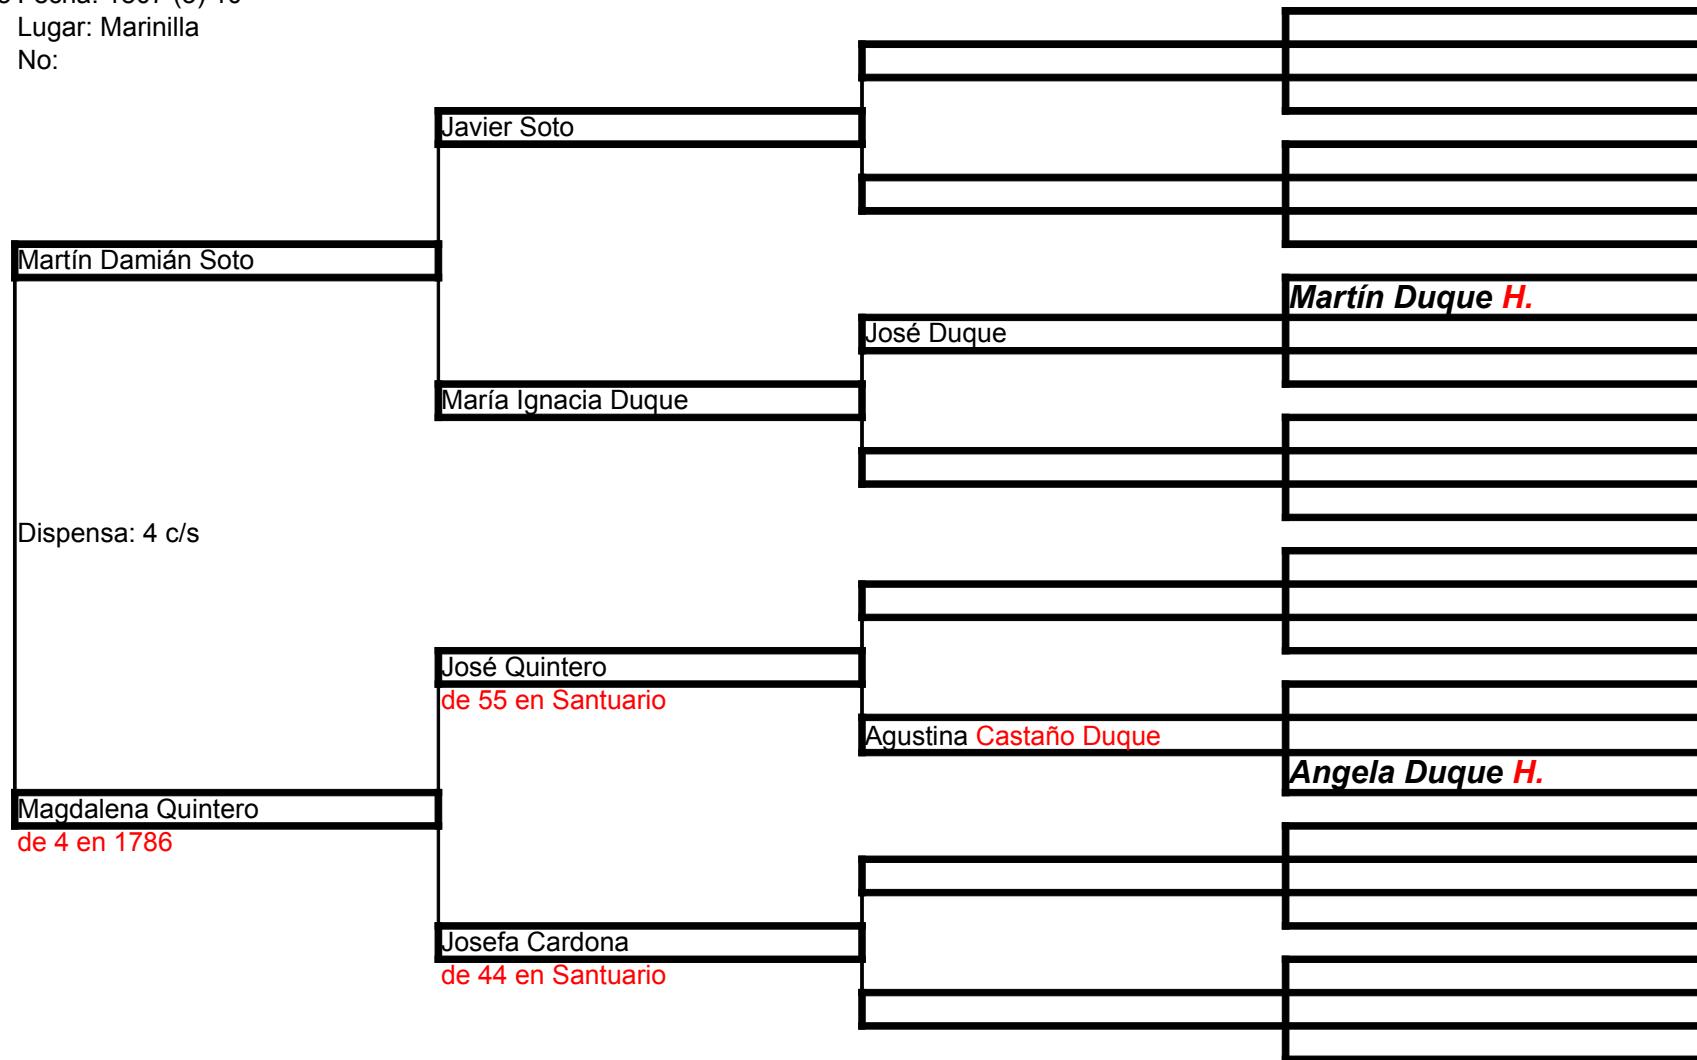 Lugar: Marinilla
No:
Javier Soto
Martín Damián Soto
Martín Duque H.
José Duque
María Ignacia Duque
Dispensa: 4 c/s
José Quintero
de 55 en Santuario
Agustina Castaño Duque
Angela Duque H.
Magdalena Quintero
de 4 en 1786
Josefa Cardona
de 44 en Santuario